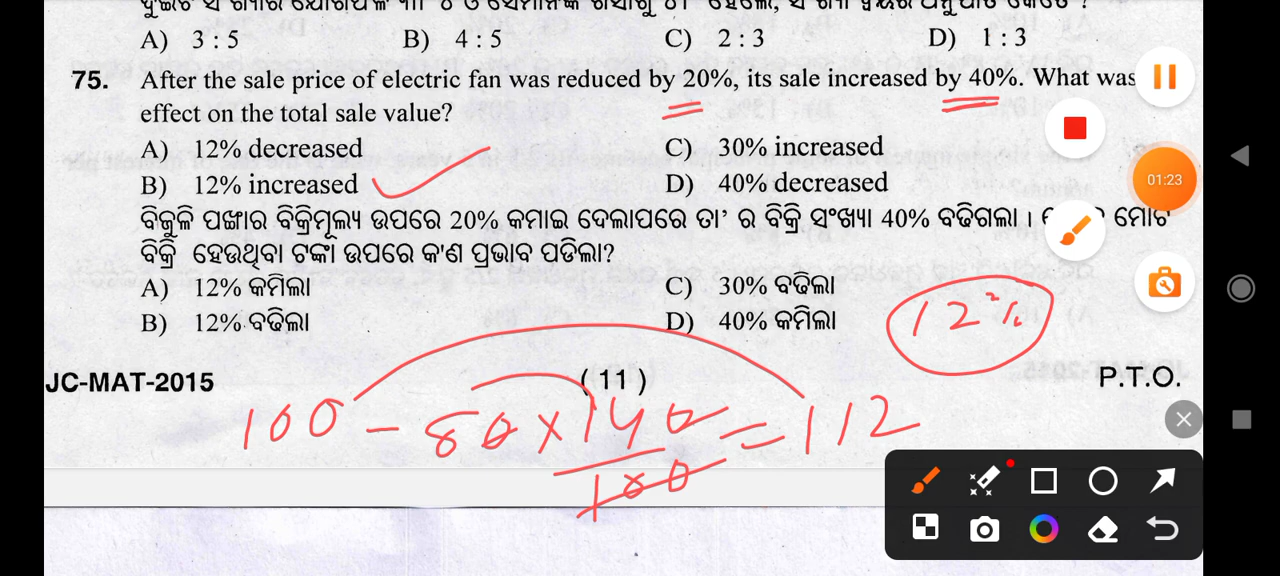 A) 3 : 5 B) 4 : 5 C) 2 : 3 D) 1 : 3
75. After the sale price of electric fan was reduced by 20%, its sale increased by 40%. What was
effect on the total sale value?
A) 12% decreased C) 30% increased
B) 12% increased D) 40% decreased
ବିଜୁଳି ପଙ୍ଖାର ବିକ୍ରିମୂଲ୍ୟ ଉପରେ 20% କମାଇ ଦେଲାପରେ ତା' ର ବିକ୍ରି ସଂଖ୍ୟା 40% ବଢିଗଲା । ମୋଟ
ବିକ୍ରି ହେଉଥିବା ଟଙ୍କା ଉପରେ କ'ଣ ପ୍ରଭାବ ପଡିଲା?
A) 12% କମିଲା C) 30% ବଢିଲା
B) 12% ବଢିଲା D) 40% କମିଲା
12%
JC-MAT-2015 ( 11 ) P.T.O.
100 - 80 x 140 = 112
100
01:23